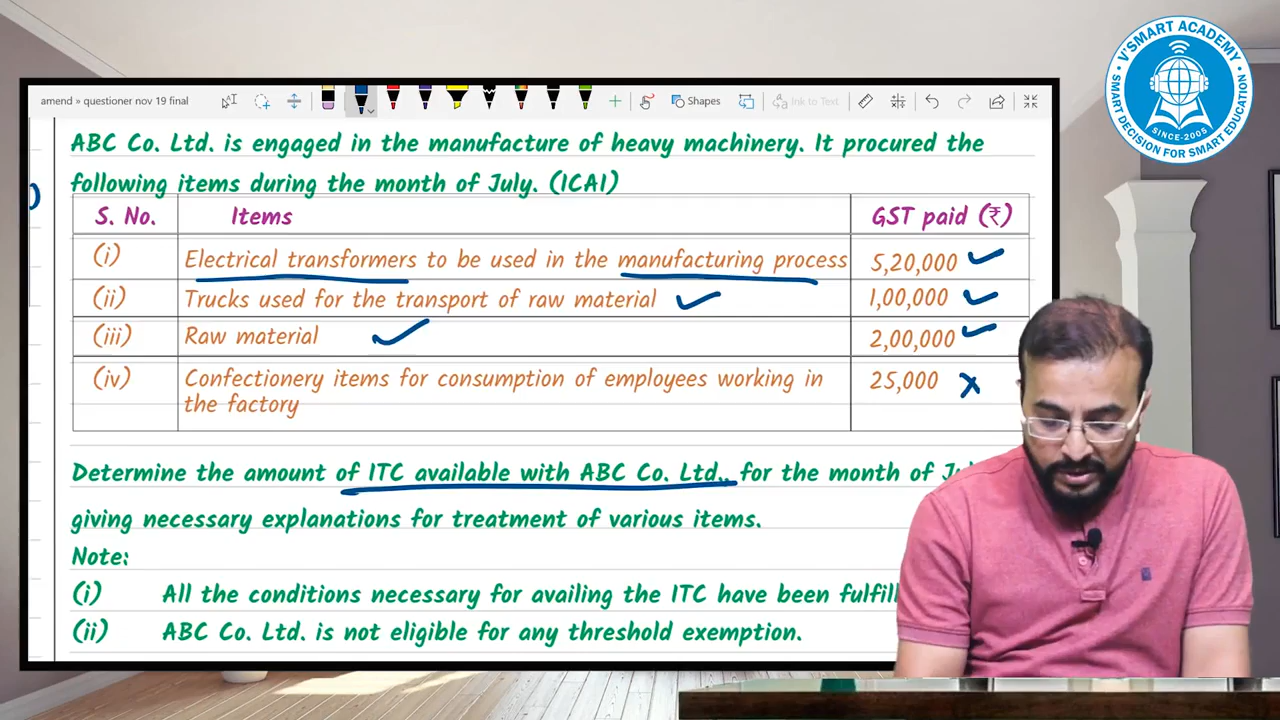 V'SMART ACADEMY
SINCE-2005
SMART DECISION FOR SMART EDUCATION
amend » questioner nov 19 final
Shapes
Ink to Text
ABC Co. Ltd. is engaged in the manufacture of heavy machinery. It procured the
following items during the month of July. (ICAI)
S. No. Items GST paid (₹)
(i) Electrical transformers to be used in the manufacturing process 5,20,000
(ii) Trucks used for the transport of raw material 1,00,000
(iii) Raw material 2,00,000
(iv) Confectionery items for consumption of employees working in 25,000
the factory
Determine the amount of ITC available with ABC Co. Ltd., for the month of
giving necessary explanations for treatment of various items.
Note:
(i) All the conditions necessary for availing the ITC have been
(ii) ABC Co. Ltd. is not eligible for any threshold exemption.